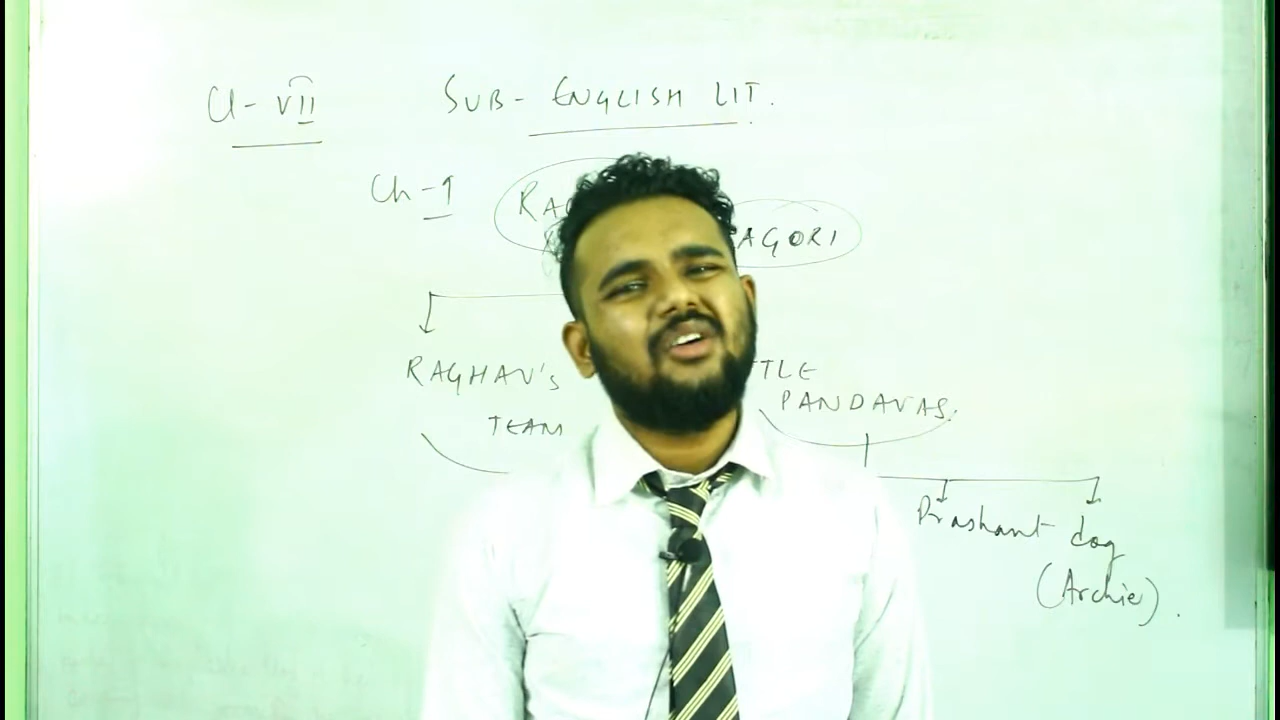 Cl - VII SUB - ENGLISH LIT.
Ch - 1
RAGHAV'S
TEAM
PANDAVAS.
Prashant dog
(Archie).